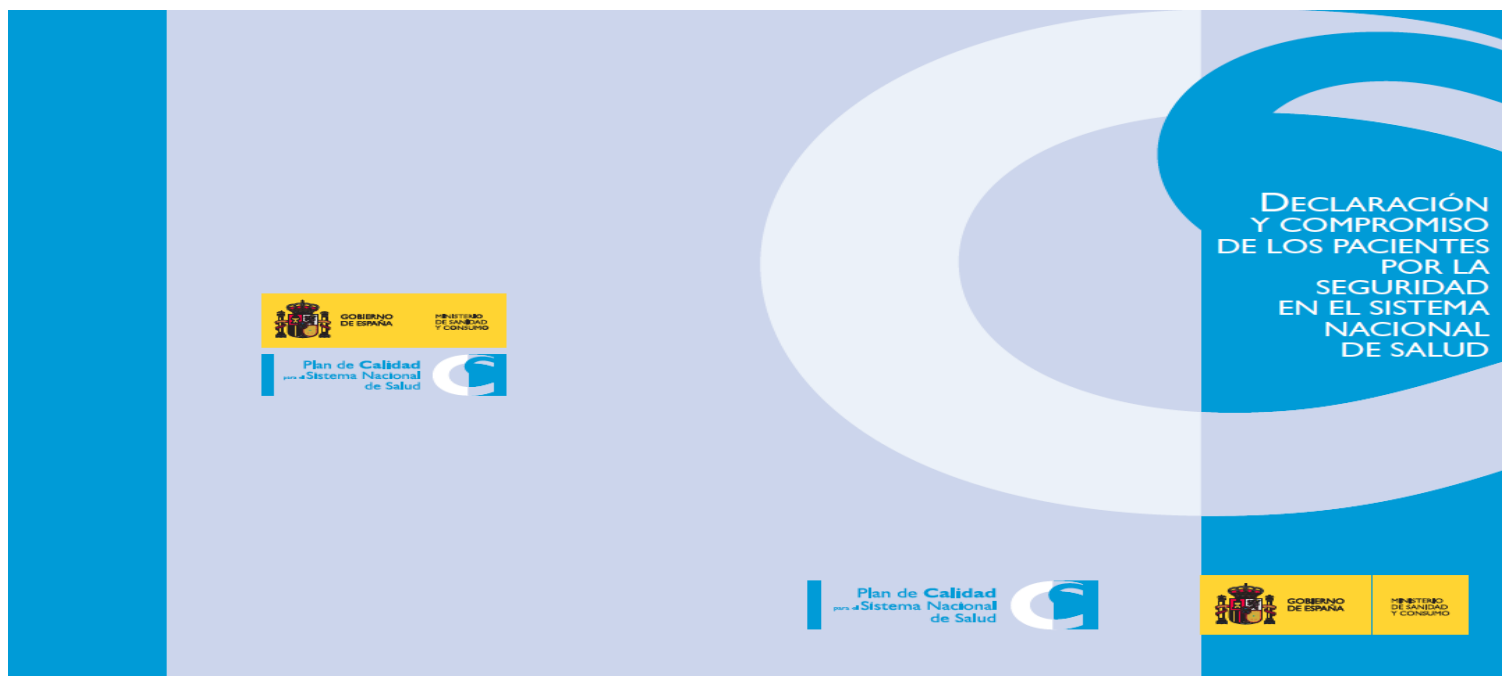 DECLARACIÓN
Y COMPROMISO
DE LOS PACIENTES
POR LA
SEGURIDAD
EN EL SISTEMA
NACIONAL
DE SALUD
GOBIERNO
DE ESPAÑA
MINISTERIO
DE SANIDAD
Y CONSUMO
Plan de Calidad
para el Sistema Nacional
de Salud
Plan de Calidad
para el Sistema Nacional
de Salud
GOBIERNO
DE ESPAÑA
MINISTERIO
DE SANIDAD
Y CONSUMO